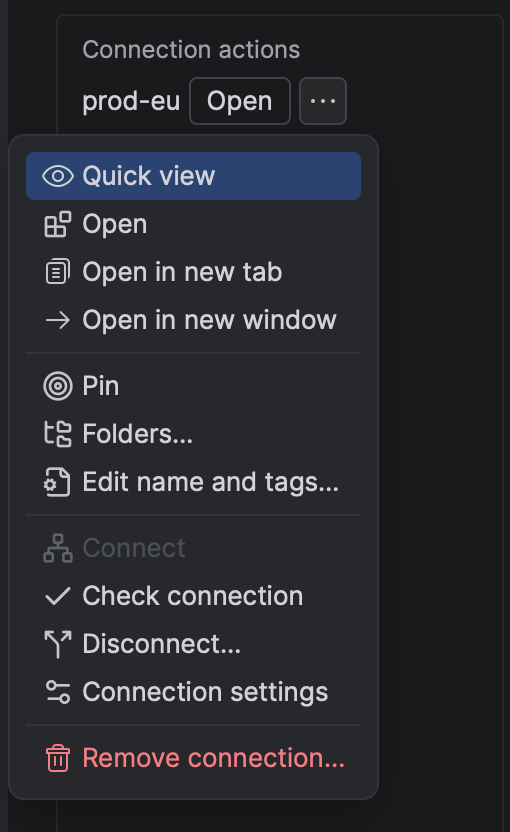 Connection actions
prod-eu Open ...
Quick view
Open
Open in new tab
Open in new window
Pin
Folders...
Edit name and tags...
Connect
Check connection
Disconnect...
Connection settings
Remove connection...